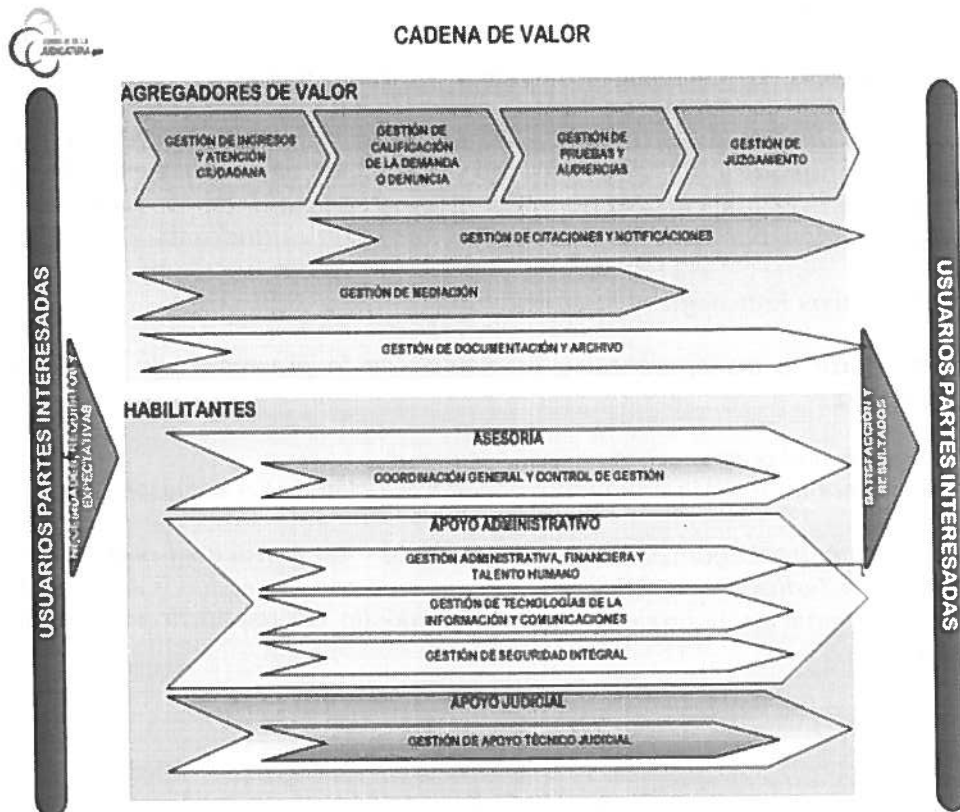 CONSEJO DE LA
JUDICATURA
CADENA DE VALOR
USUARIOS PARTES INTERESADAS
EXPECTATIVAS
AGREGADORES DE VALOR
GESTIÓN DE INGRESOS
Y ATENCIÓN
CIUDADANA
GESTIÓN DE
CALIFICACIÓN
DE LA DEMANDA
O DENUNCIA
GESTIÓN DE
PRUEBAS Y
AUDIENCIAS
GESTIÓN DE
JUZGAMIENTO
GESTIÓN DE CITACIONES Y NOTIFICACIONES
GESTIÓN DE MEDIACIÓN
GESTIÓN DE DOCUMENTACIÓN Y ARCHIVO
HABILITANTES
ASESORÍA
COORDINACIÓN GENERAL Y CONTROL DE GESTIÓN
APOYO ADMINISTRATIVO
GESTIÓN ADMINISTRATIVA, FINANCIERA Y
TALENTO HUMANO
GESTIÓN DE TECNOLOGÍAS DE LA
INFORMACIÓN Y COMUNICACIONES
GESTIÓN DE SEGURIDAD INTEGRAL
APOYO JUDICIAL
GESTIÓN DE APOYO TÉCNICO JUDICIAL
SATISFACCIÓN Y
RESULTADOS
USUARIOS PARTES INTERESADAS